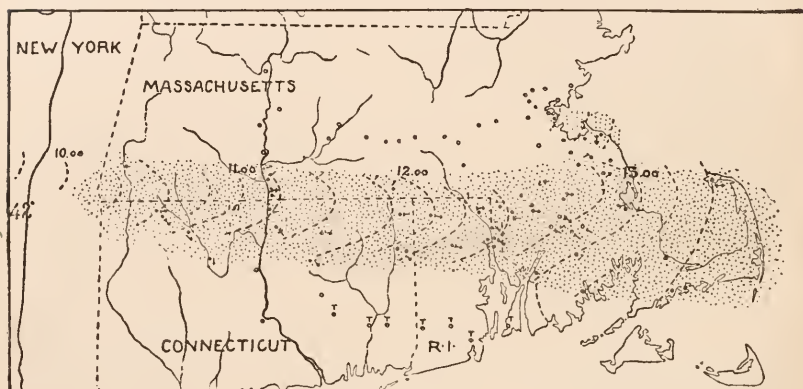 NEW YORK
MASSACHUSETTS
10.00
11.00
12.00
13.00
42°
T
T T T T T
T
CONNECTICUT
R.I.